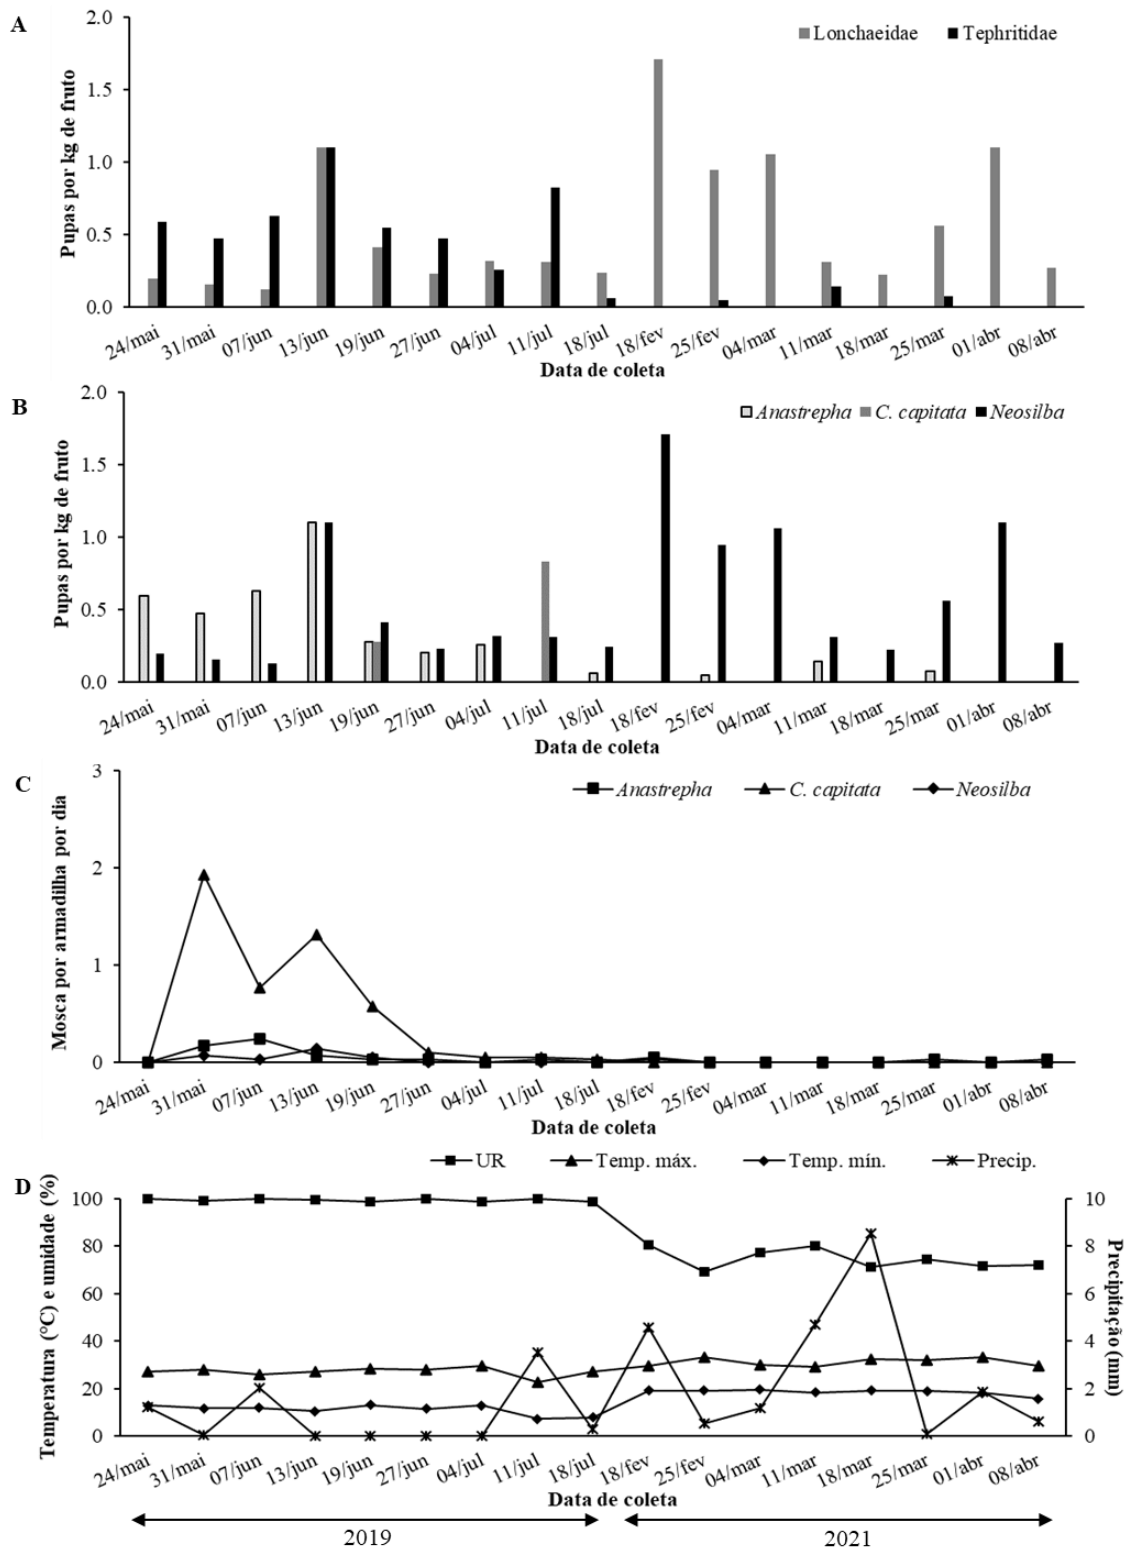 A
2.0
Lonchaeidae Tephritidae
1.5
1.0
0.5
0.0
Pupas por kg de fruto
24/mai 31/mai 07/jun 13/jun 19/jun 27/jun 04/jul 11/jul 18/jul 18/fev 25/fev 04/mar 11/mar 18/mar 25/mar 01/abr 08/abr
Data de coleta
B
2.0
Anastrepha C. capitata Neosilba
1.5
1.0
0.5
0.0
Pupas por kg de fruto
24/mai 31/mai 07/jun 13/jun 19/jun 27/jun 04/jul 11/jul 18/jul 18/fev 25/fev 04/mar 11/mar 18/mar 25/mar 01/abr 08/abr
Data de coleta
C
3
Anastrepha C. capitata Neosilba
2
1
0
Mosca por armadilha por dia
24/mai 31/mai 07/jun 13/jun 19/jun 27/jun 04/jul 11/jul 18/jul 18/fev 25/fev 04/mar 11/mar 18/mar 25/mar 01/abr 08/abr
Data de coleta
UR Temp. máx. Temp. mín. Precip.
D
100 10
80 8
60 6
40 4
20 2
0 0
Temperatura (°C) e umidade (%)
Precipitação (mm)
24/mai 31/mai 07/jun 13/jun 19/jun 27/jun 04/jul 11/jul 18/jul 18/fev 25/fev 04/mar 11/mar 18/mar 25/mar 01/abr 08/abr
Data de coleta
2019 2021